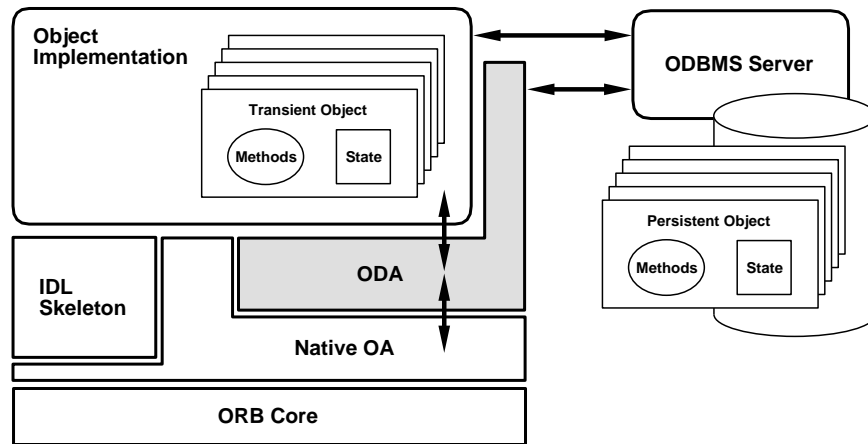 Object
Implementation
Transient Object
Methods
State
ODBMS Server
Persistent Object
Methods
State
IDL
Skeleton
ODA
Native OA
ORB Core